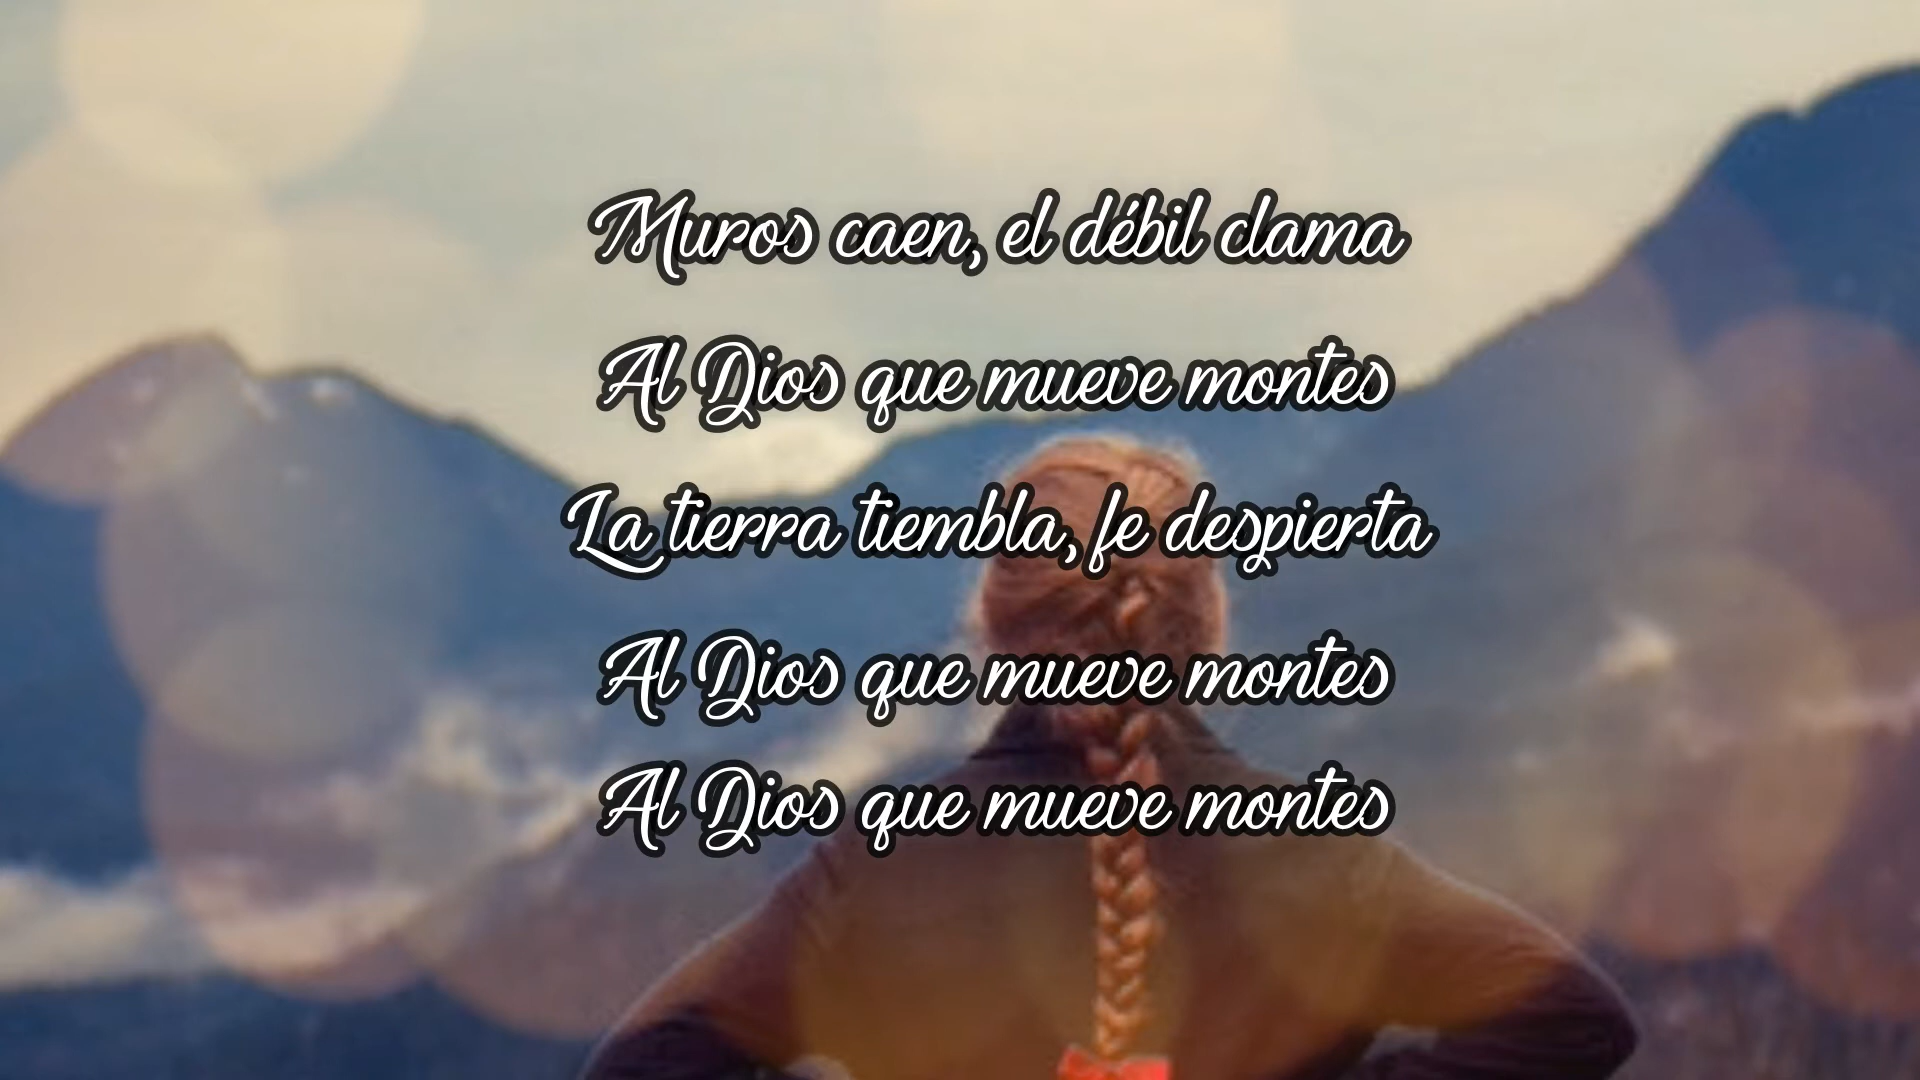 Muros caen, el débil clama
Al Dios que mueve montes
La tierra tiembla, fe despierta
Al Dios que mueve montes
Al Dios que mueve montes